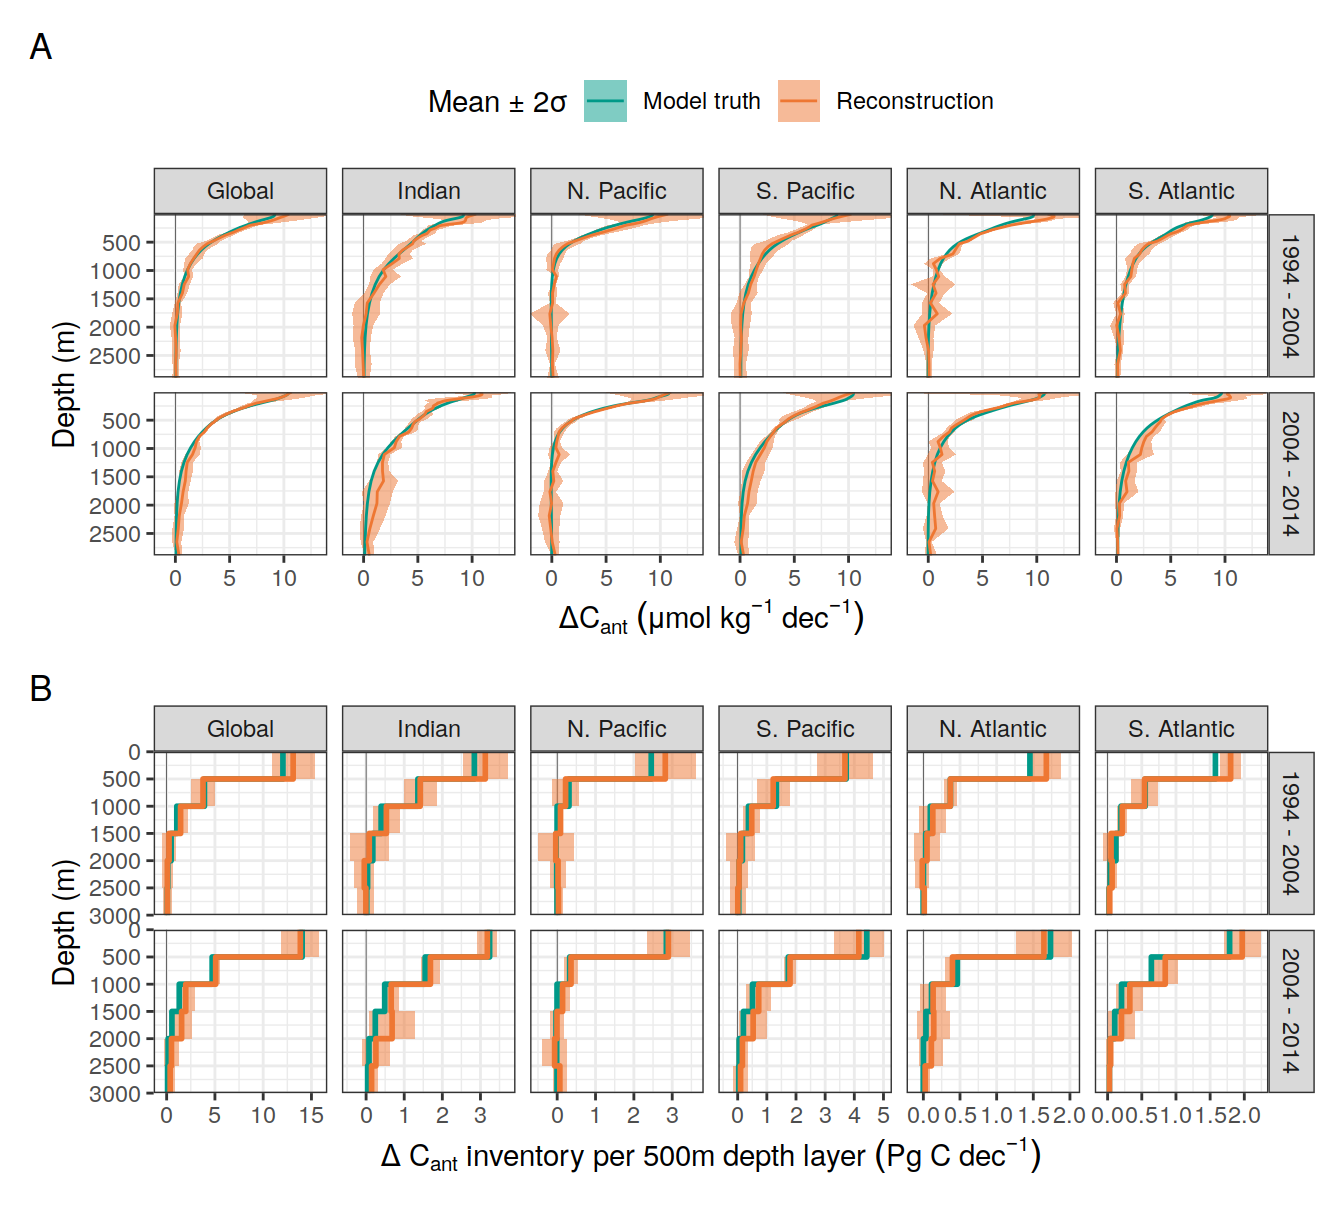 A
Mean ± 2σ Model truth Reconstruction
Global Indian N. Pacific S. Pacific N. Atlantic S. Atlantic
500
1000
1500
2000
2500
1994 - 2004
500
1000
1500
2000
2500
2004 - 2014
Depth (m)
0 5 10 0 5 10 0 5 10 0 5 10 0 5 10 0 5 10
ΔCant (μmol kg−1 dec−1)
B
Global Indian N. Pacific S. Pacific N. Atlantic S. Atlantic
0
500
1000
1500
2000
2500
3000
1994 - 2004
0
500
1000
1500
2000
2500
3000
2004 - 2014
Depth (m)
0 5 10 15 0 1 2 3 0 1 2 3 0 1 2 3 4 5 0.0 0.5 1.0 1.5 2.0 0.0 0.5 1.0 1.5 2.0
Δ Cant inventory per 500m depth layer (Pg C dec−1)